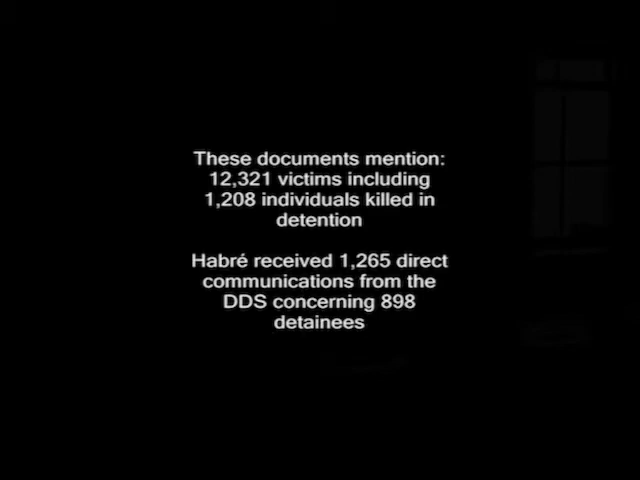 These documents mention:
12,321 victims including
1,208 individuals killed in
detention
Habré received 1,265 direct
communications from the
DDS concerning 898
detainees